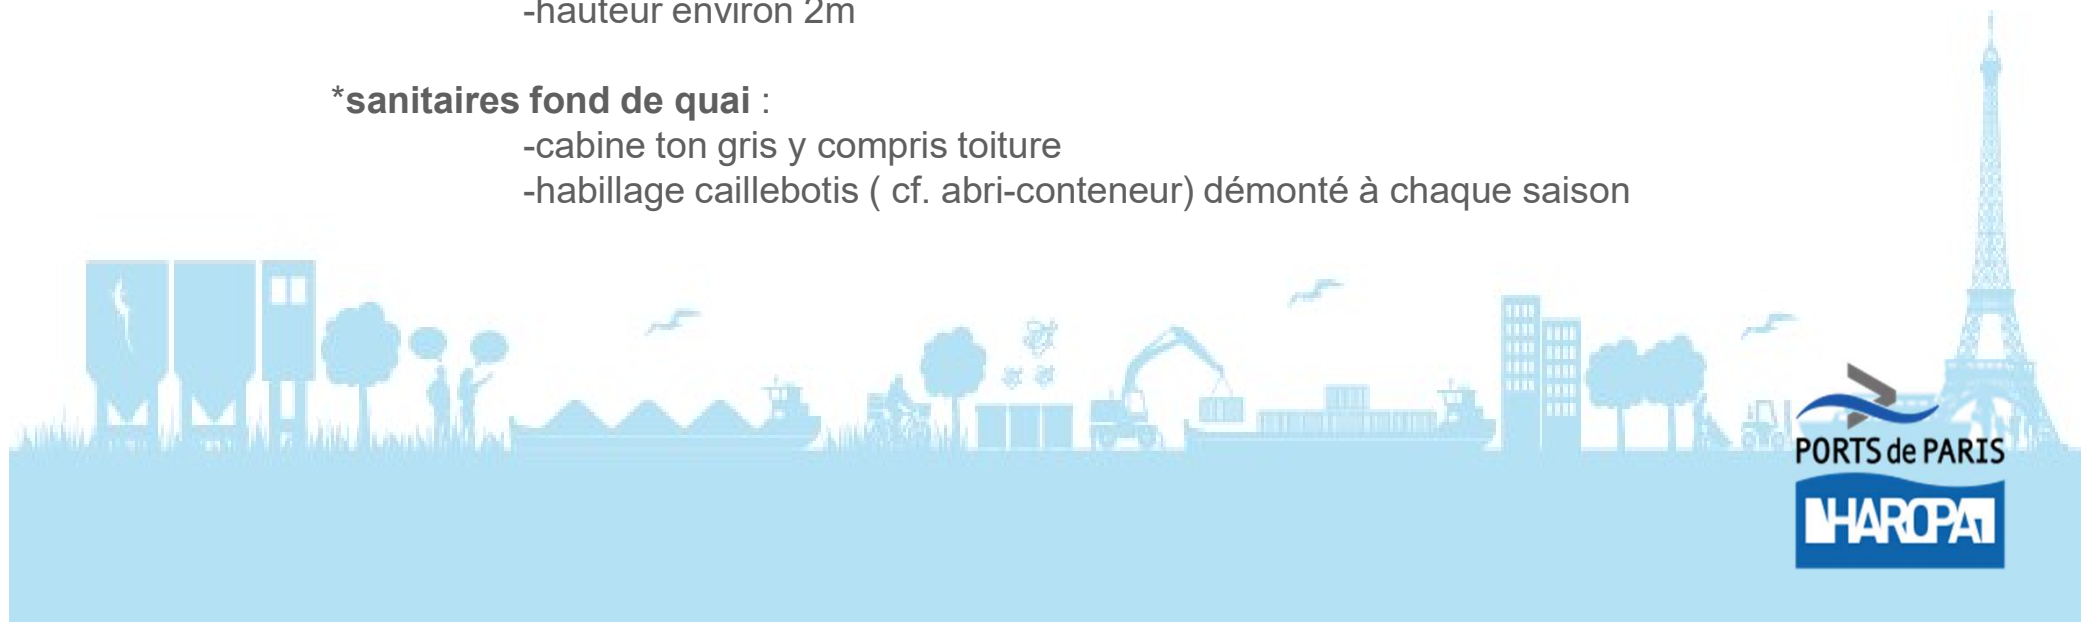 -hauteur environ 2m
*sanitaires fond de quai :
-cabine ton gris y compris toiture
-habillage caillebotis ( cf. abri-conteneur) démonté à chaque saison
PORTS de PARIS
HAROPA